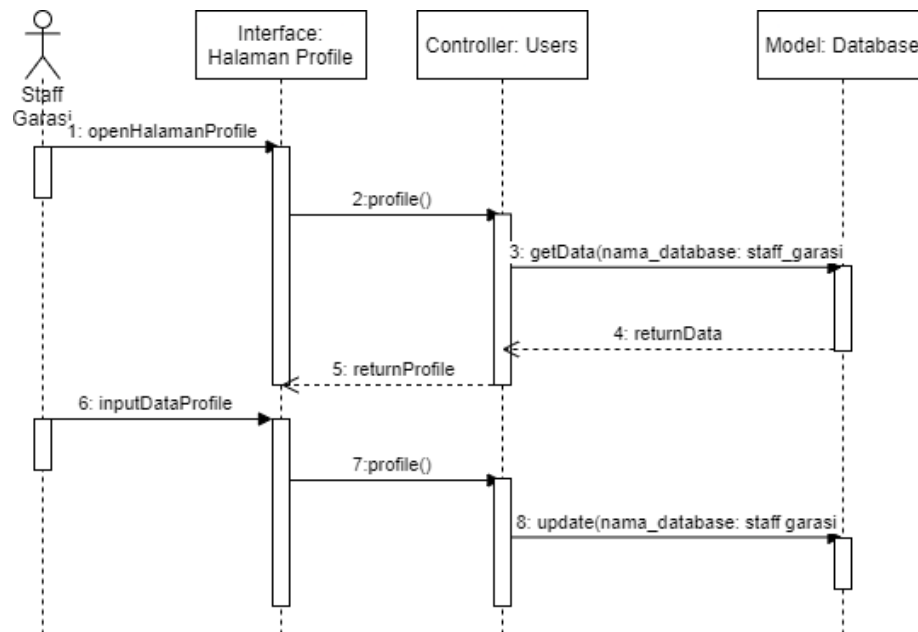 Interface:
Halaman Profile
Controller: Users
Model: Database
Staff
Garasi
1: openHalamanProfile
2:profile()
3: getData(nama_database: staff_garasi
4: returnData
5: returnProfile
6: inputDataProfile
7:profile()
8: update(nama_database: staff garasi